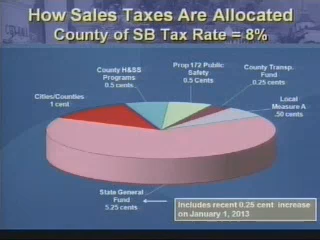 How Sales Taxes Are Allocated
County of SB Tax Rate = 8%
County H&SS
Programs
0.5 cents
Prop 172 Public
Safety
0.5 Cents
County Transp.
Fund
0.25 cents
Cities/Counties
1 cent
Local
Measure A
.50 cents
State General
Fund
5.25 cents
Includes recent 0.25 cent increase
on January 1, 2013